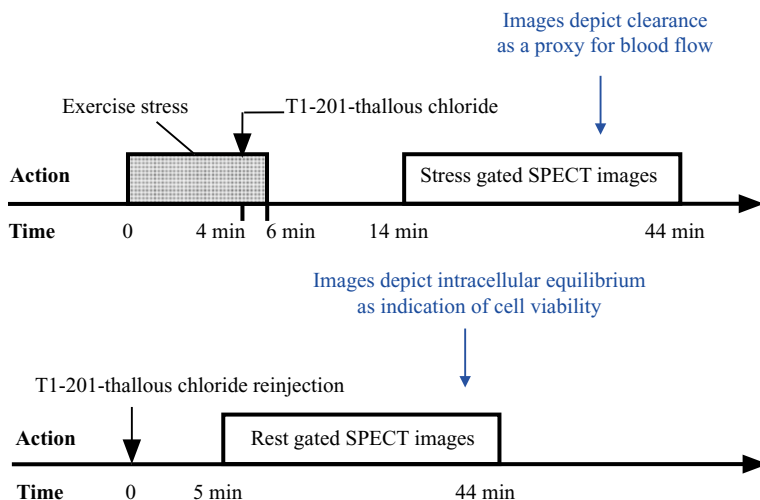 Images depict clearance
as a proxy for blood flow
Exercise stress
T1-201-thallous chloride
Action
Stress gated SPECT images
Time
0
4 min
6 min
14 min
44 min
Images depict intracellular equilibrium
as indication of cell viability
T1-201-thallous chloride reinjection
Action
Rest gated SPECT images
Time
0
5 min
44 min